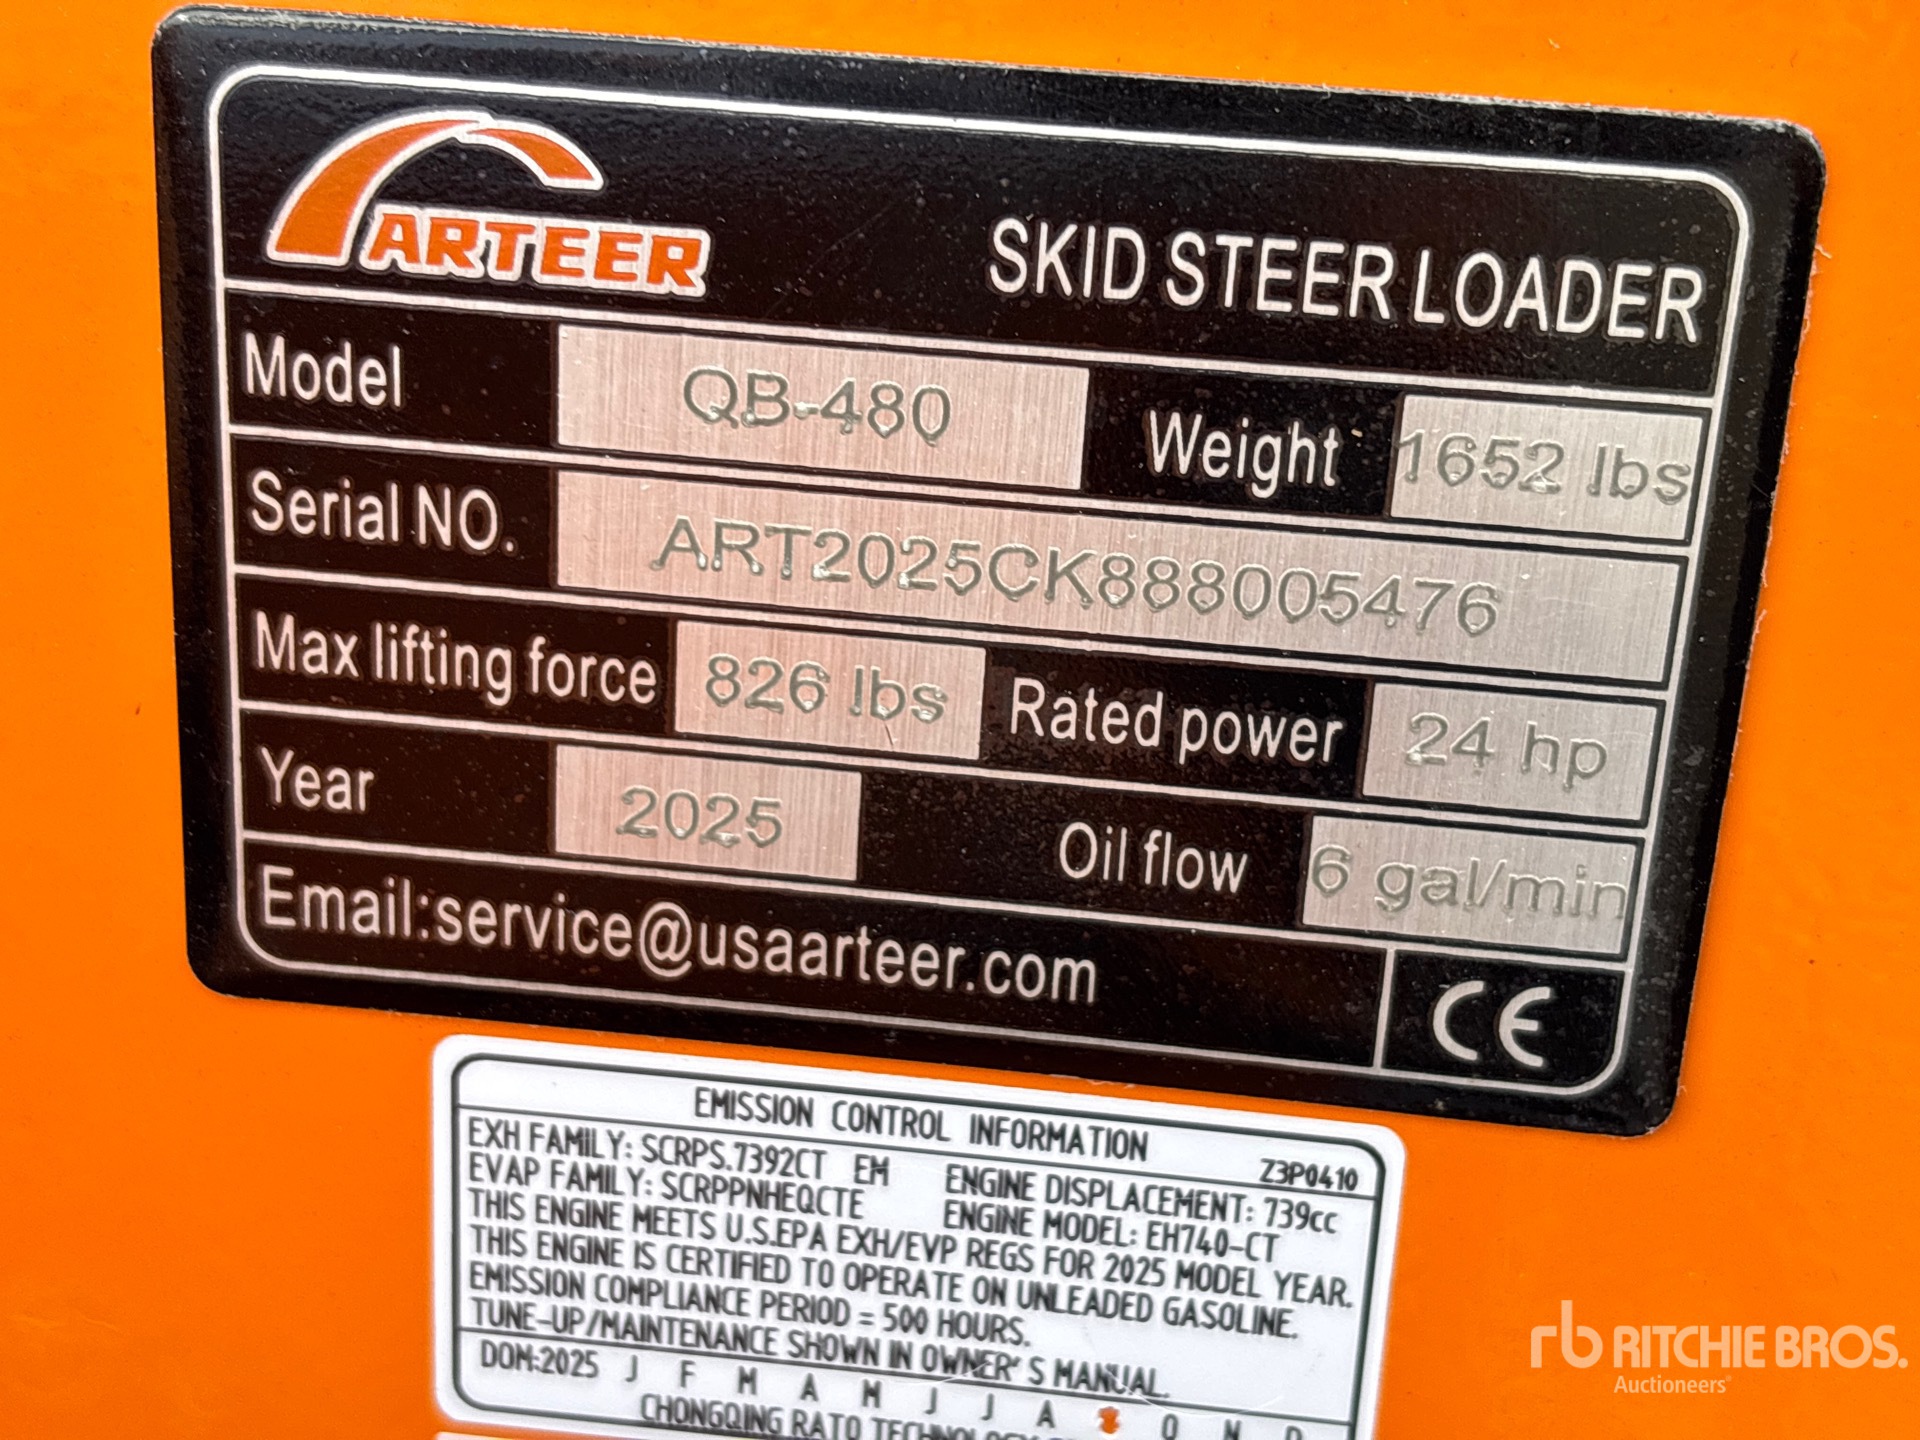 ARTEER
SKID STEER LOADER
Model QB-480 Weight 1652 lbs
Serial NO. ART2025CK888005476
Max lifting force 826 lbs Rated power 24 hp
Year 2025 Oil flow 6 gal/min
Email:service@usaarteer.com
CE
EMISSION CONTROL INFORMATION
Z3P0410
EXH FAMILY: SCRPS.7392CT EM ENGINE DISPLACEMENT: 739cc
EVAP FAMILY: SCRPPNHEQCTE ENGINE MODEL: EH740-CT
THIS ENGINE MEETS U.S.EPA EXH/EVP REGS FOR 2025 MODEL YEAR.
THIS ENGINE IS CERTIFIED TO OPERATE ON UNLEADED GASOLINE.
EMISSION COMPLIANCE PERIOD = 500 HOURS.
TUNE-UP/MAINTENANCE SHOWN IN OWNER'S MANUAL.
DOM:2025 J F M A M J J A O N D
CHONGQING RATO TECHNOLOGY
rb RITCHIE BROS.
Auctioneers